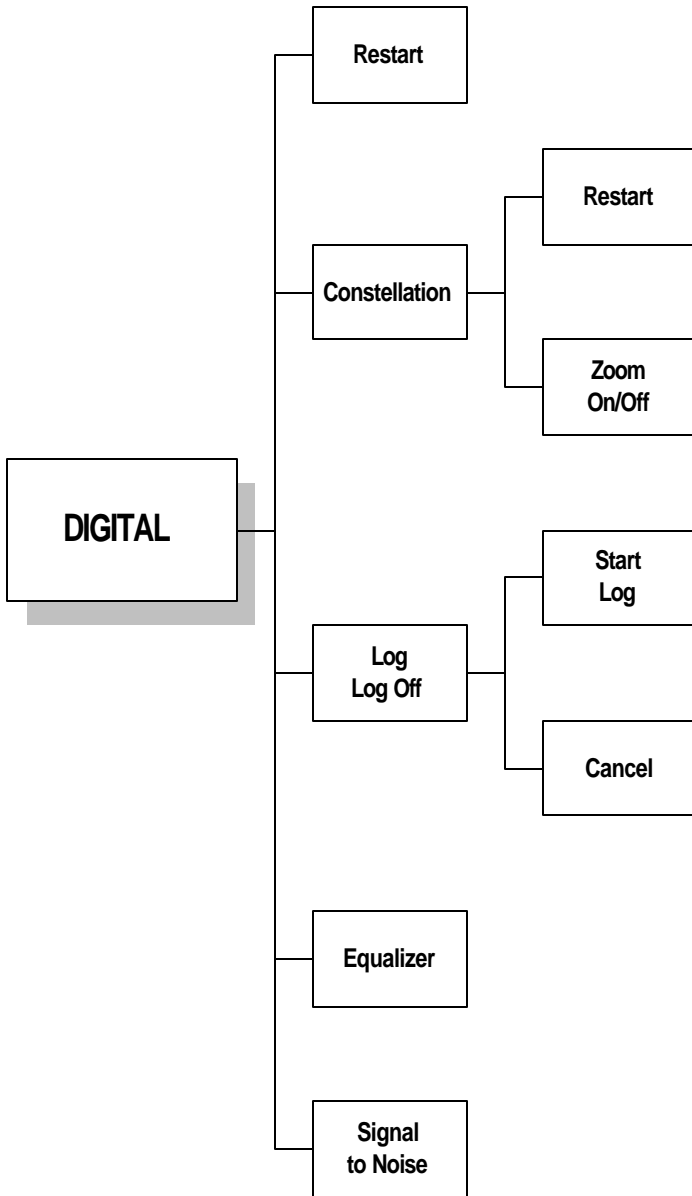 Restart
Restart
Constellation
Zoom
On/Off
DIGITAL
Start
Log
Log
Log Off
Cancel
Equalizer
Signal
to Noise